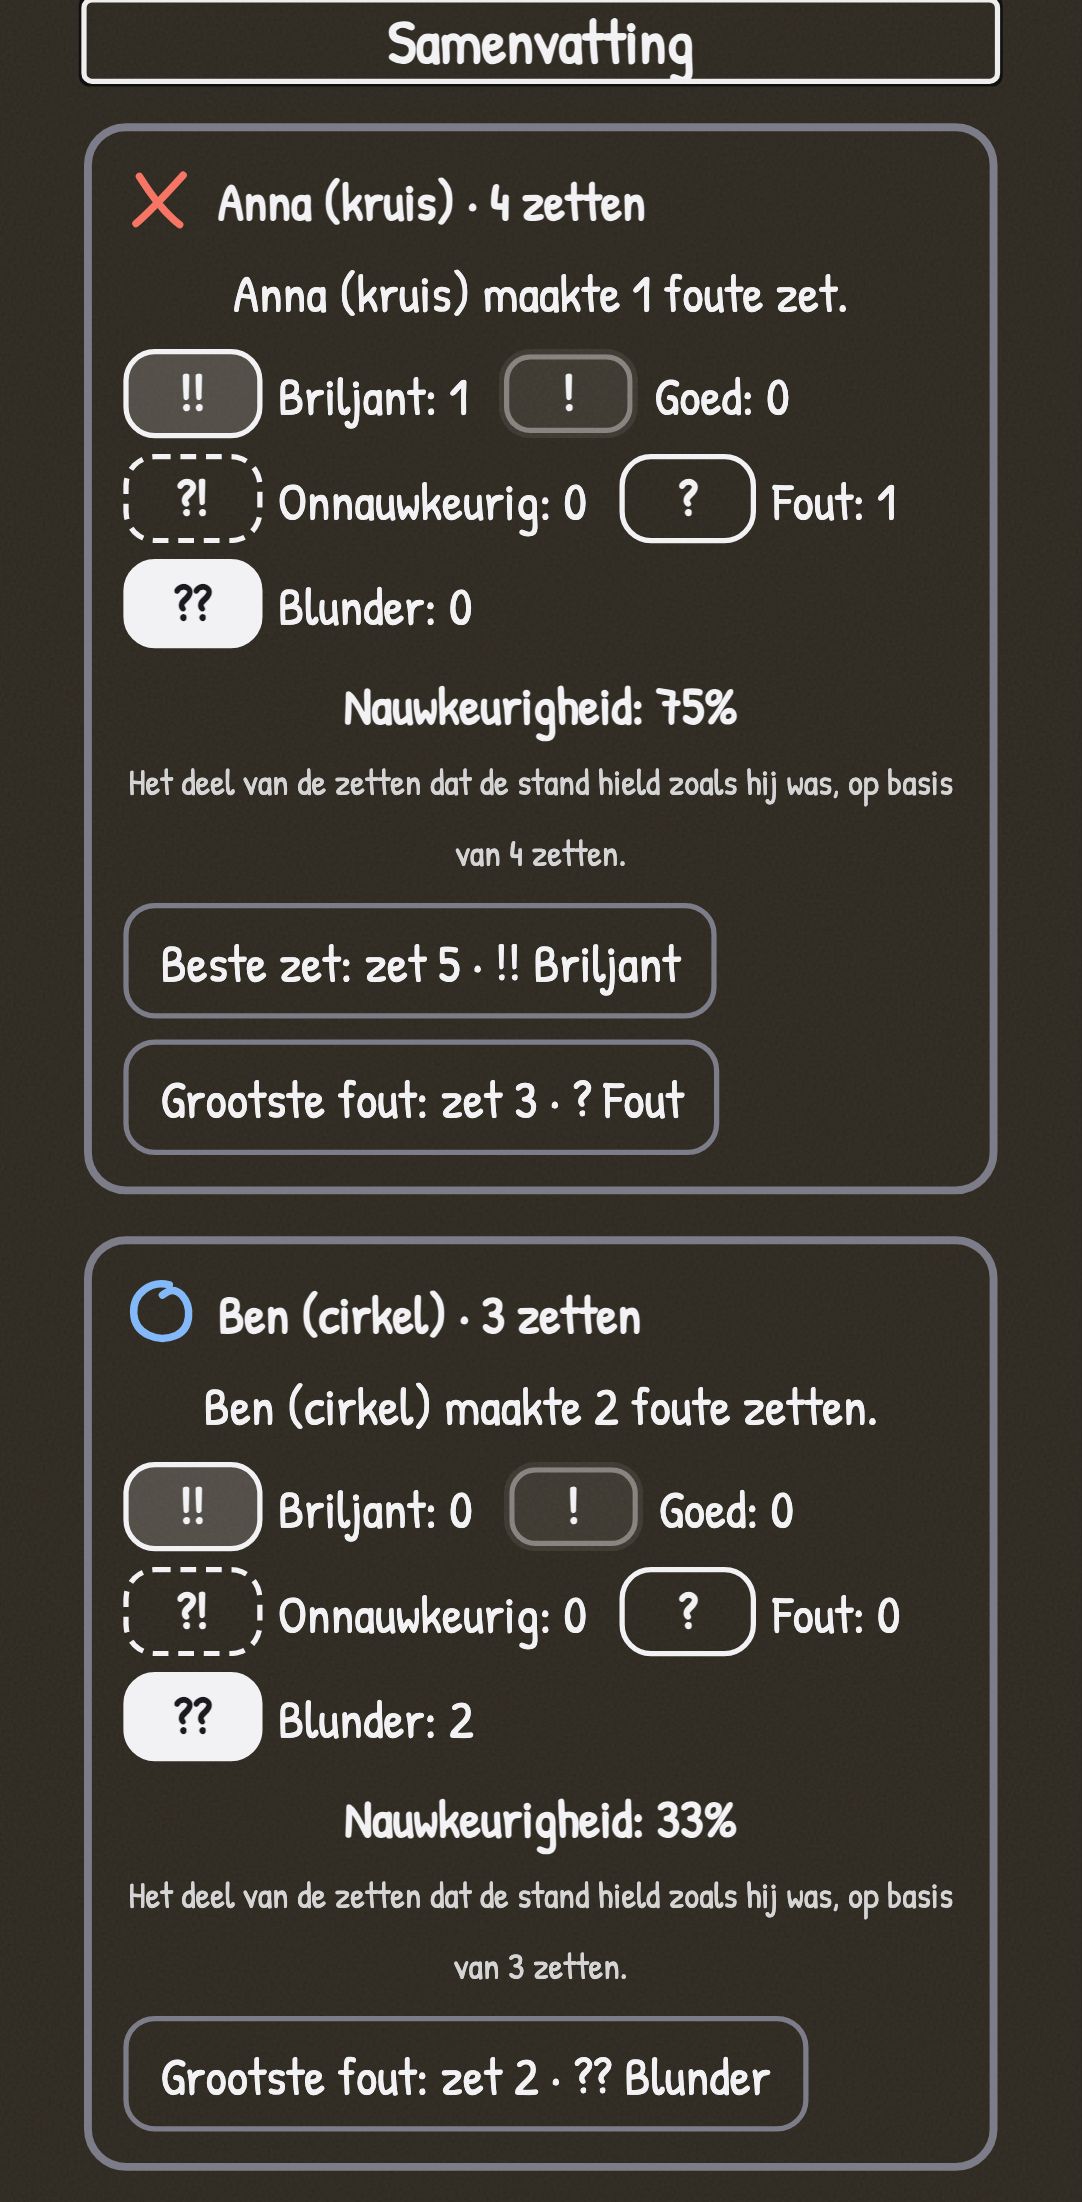 Samenvatting
Anna (kruis) · 4 zetten
Anna (kruis) maakte 1 foute zet.
!! Briljant: 1 ! Goed: 0
?! Onnauwkeurig: 0 ? Fout: 1
?? Blunder: 0
Nauwkeurigheid: 75%
Het deel van de zetten dat de stand hield zoals hij was, op basis
van 4 zetten.
Beste zet: zet 5 · !! Briljant
Grootste fout: zet 3 · ? Fout
Ben (cirkel) · 3 zetten
Ben (cirkel) maakte 2 foute zetten.
!! Briljant: 0 ! Goed: 0
?! Onnauwkeurig: 0 ? Fout: 0
?? Blunder: 2
Nauwkeurigheid: 33%
Het deel van de zetten dat de stand hield zoals hij was, op basis
van 3 zetten.
Grootste fout: zet 2 · ?? Blunder